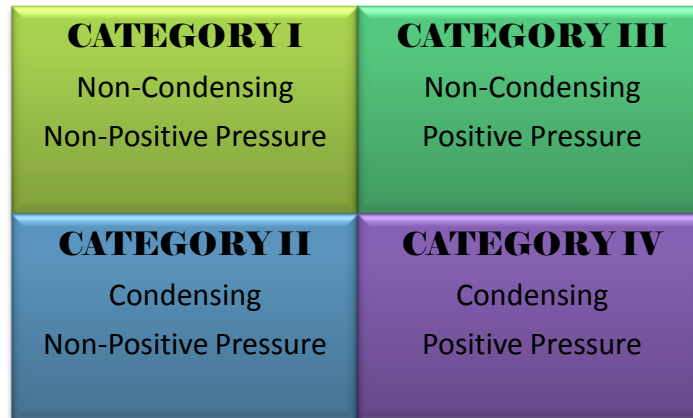 CATEGORY I
Non-Condensing
Non-Positive Pressure
CATEGORY III
Non-Condensing
Positive Pressure
CATEGORY II
Condensing
Non-Positive Pressure
CATEGORY IV
Condensing
Positive Pressure